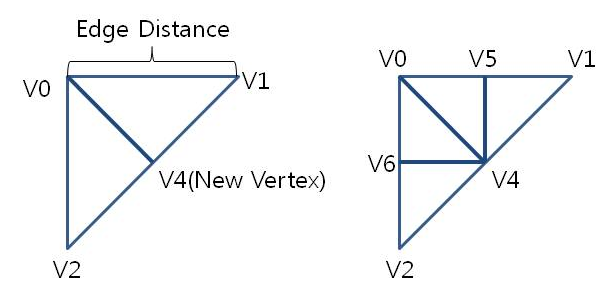 Edge Distance
V0
V1
V4(New Vertex)
V2
V0
V5
V1
V6
V4
V2